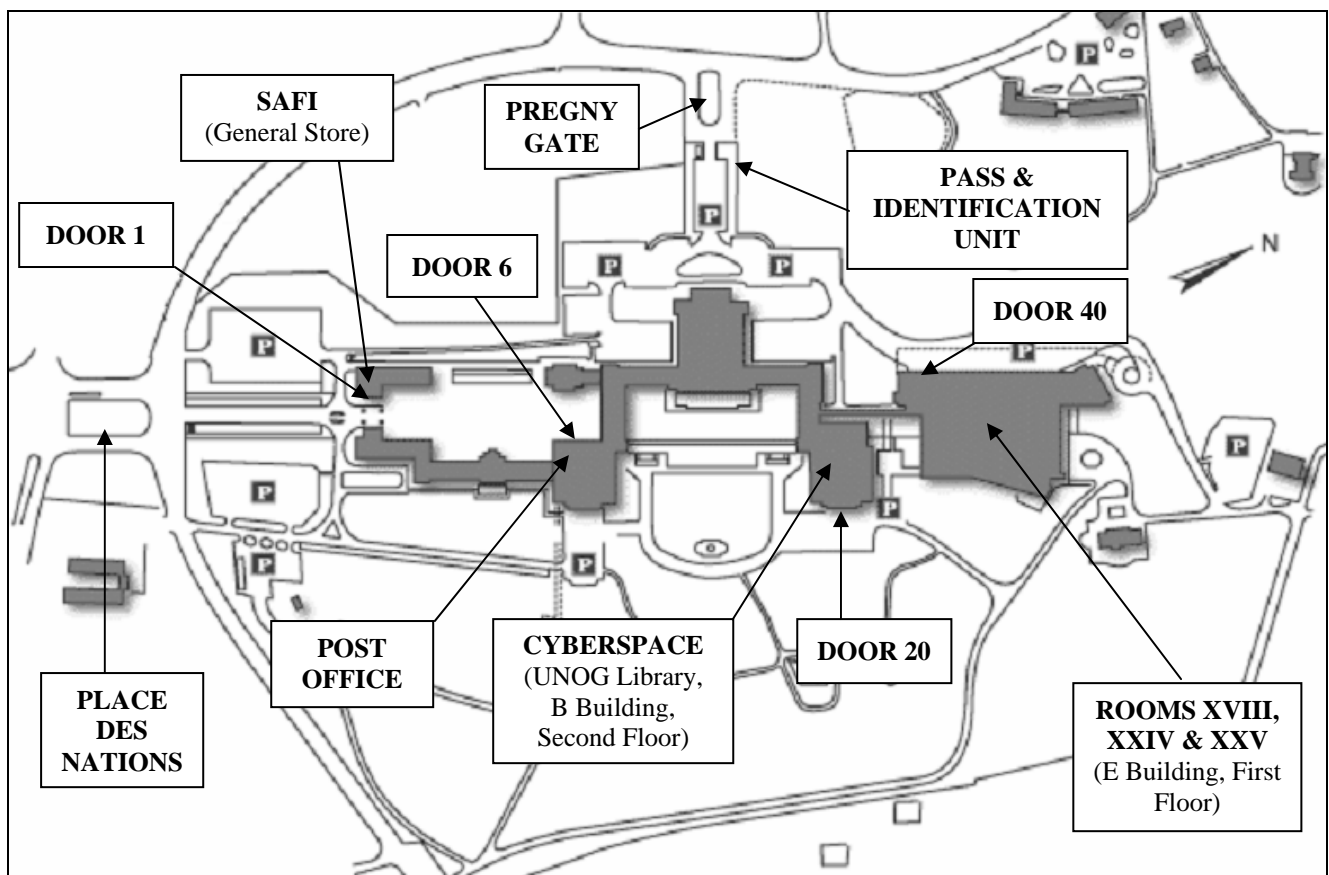 SAFI
(General Store)
PREGNY
GATE
PASS &
IDENTIFICATION
UNIT
DOOR 1
DOOR 6
N
DOOR 40
P
P
P
P
P
P
P
P
P
P
P
PLACE
DES
NATIONS
POST
OFFICE
CYBERSPACE
(UNOG Library,
B Building,
Second Floor)
DOOR 20
ROOMS XVIII,
XXIV & XXV
(E Building, First
Floor)